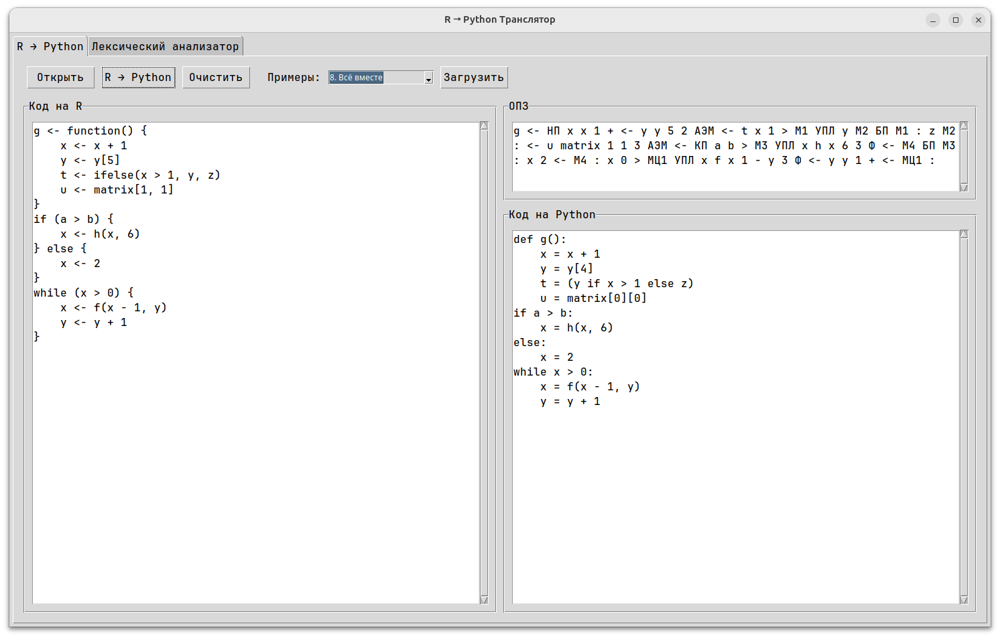 R → Python Транслятор
R → Python Лексический анализатор
Открыть R → Python Очистить Примеры: 8. Всё вместе Загрузить
Код на R
g <- function() {
    x <- x + 1
    y <- y[5]
    t <- ifelse(x > 1, y, z)
    u <- matrix[1, 1]
}
if (a > b) {
    x <- h(x, 6)
} else {
    x <- 2
}
while (x > 0) {
    x <- f(x - 1, y)
    y <- y + 1
}
ОПЗ
g <- НП x x 1 + <- y y 5 2 АЭМ <- t x 1 > М1 УПЛ y М2 БП М1 : z М2
: <- u matrix 1 1 3 АЭМ <- КП a b > М3 УПЛ x h x 6 3 Ф <- М4 БП М3
: x 2 <- М4 : x 0 > МЦ1 УПЛ x f x 1 - y 3 Ф <- y y 1 + <- МЦ1 :
Код на Python
def g():
    x = x + 1
    y = y[4]
    t = (y if x > 1 else z)
    u = matrix[0][0]
if a > b:
    x = h(x, 6)
else:
    x = 2
while x > 0:
    x = f(x - 1, y)
    y = y + 1